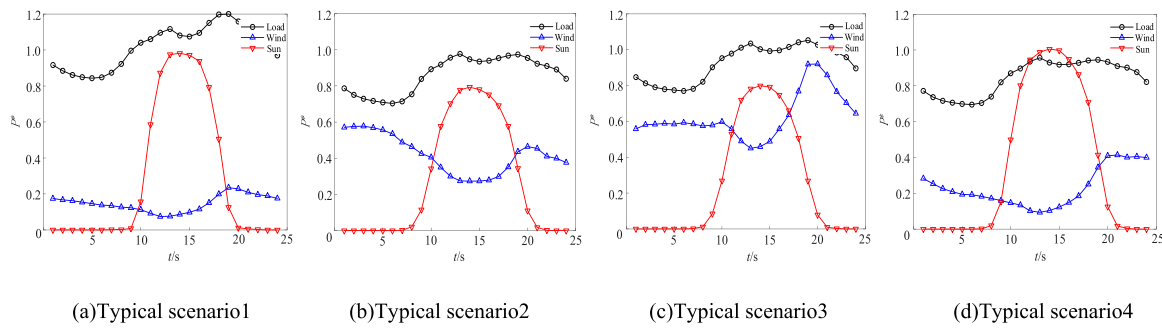 1.2
1.0
0.8
0.6
0.4
0.2
0
P*
5
10
15
20
25
t/s
Load
Wind
Sun
(a)Typical scenario1
1.2
1.0
0.8
0.6
0.4
0.2
0
P*
5
10
15
20
25
t/s
Load
Wind
Sun
(b)Typical scenario2
1.2
1.0
0.8
0.6
0.4
0.2
0
P*
5
10
15
20
25
t/s
Load
Wind
Sun
(c)Typical scenario3
1.2
1.0
0.8
0.6
0.4
0.2
0
P*
5
10
15
20
25
t/s
Load
Wind
Sun
(d)Typical scenario4